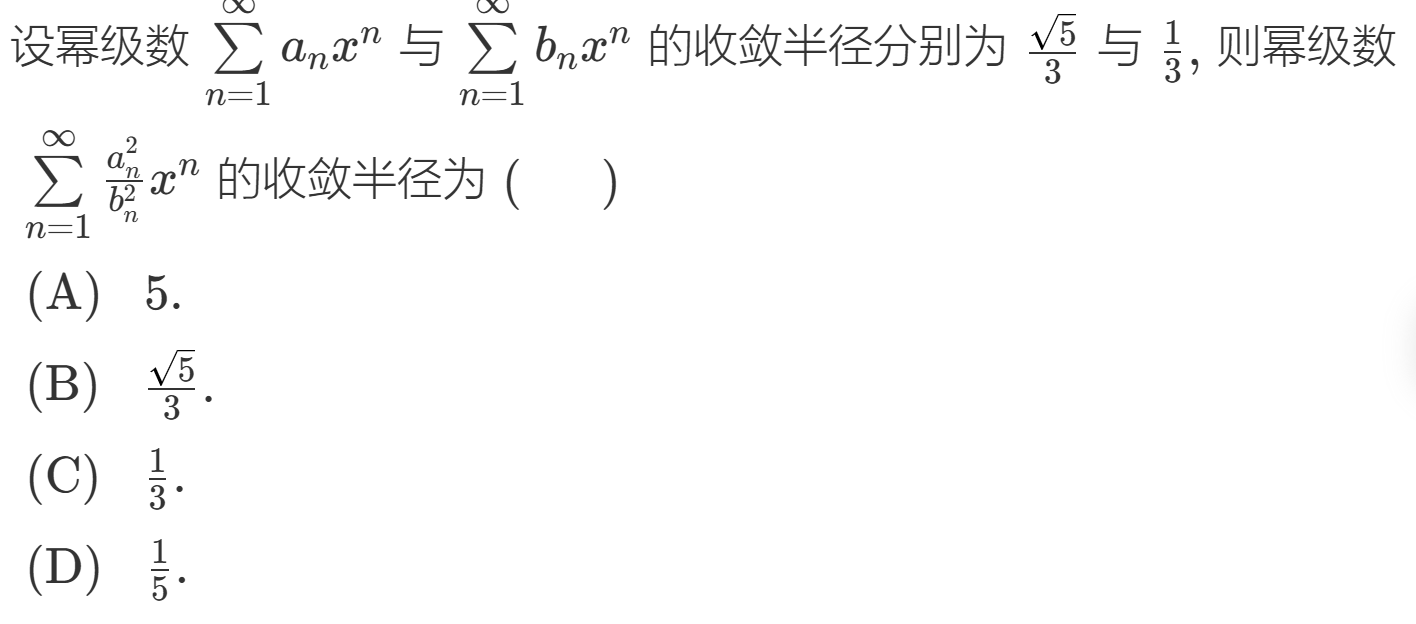 设幂级数 $\sum_{n=1}^{\infty} a_n x^n$ 与 $\sum_{n=1}^{\infty} b_n x^n$ 的收敛半径分别为 $\frac{\sqrt{5}}{3}$ 与 $\frac{1}{3}$, 则幂级数
$\sum_{n=1}^{\infty} \frac{a_n^2}{b_n^2} x^n$ 的收敛半径为 ( )
(A) 5.
(B) $\frac{\sqrt{5}}{3}$.
(C) $\frac{1}{3}$.
(D) $\frac{1}{5}$.